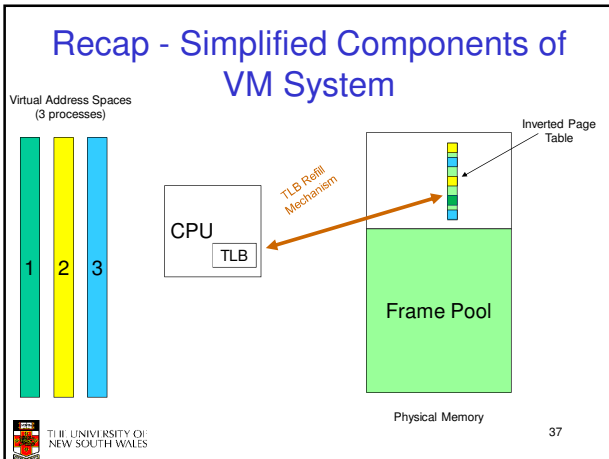 Recap - Simplified Components of
VM System
Virtual Address Spaces
(3 processes)
Inverted Page
Table
TLB Refill
Mechanism
CPU
TLB
1 2 3
Frame Pool
Physical Memory
THE UNIVERSITY OF
NEW SOUTH WALES
37